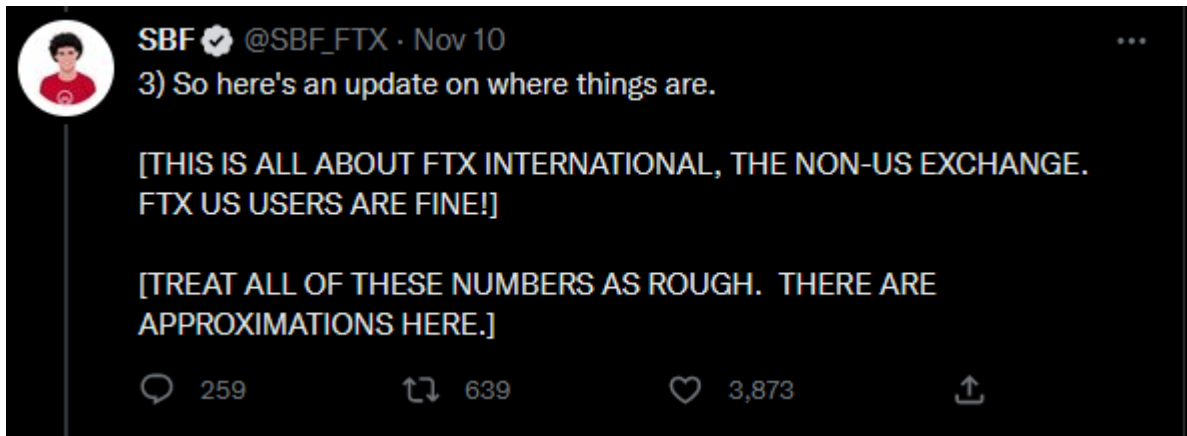 SBF @SBF_FTX · Nov 10
3) So here's an update on where things are.
[THIS IS ALL ABOUT FTX INTERNATIONAL, THE NON-US EXCHANGE.
FTX US USERS ARE FINE!]
[TREAT ALL OF THESE NUMBERS AS ROUGH.  THERE ARE
APPROXIMATIONS HERE.]
259 639 3,873